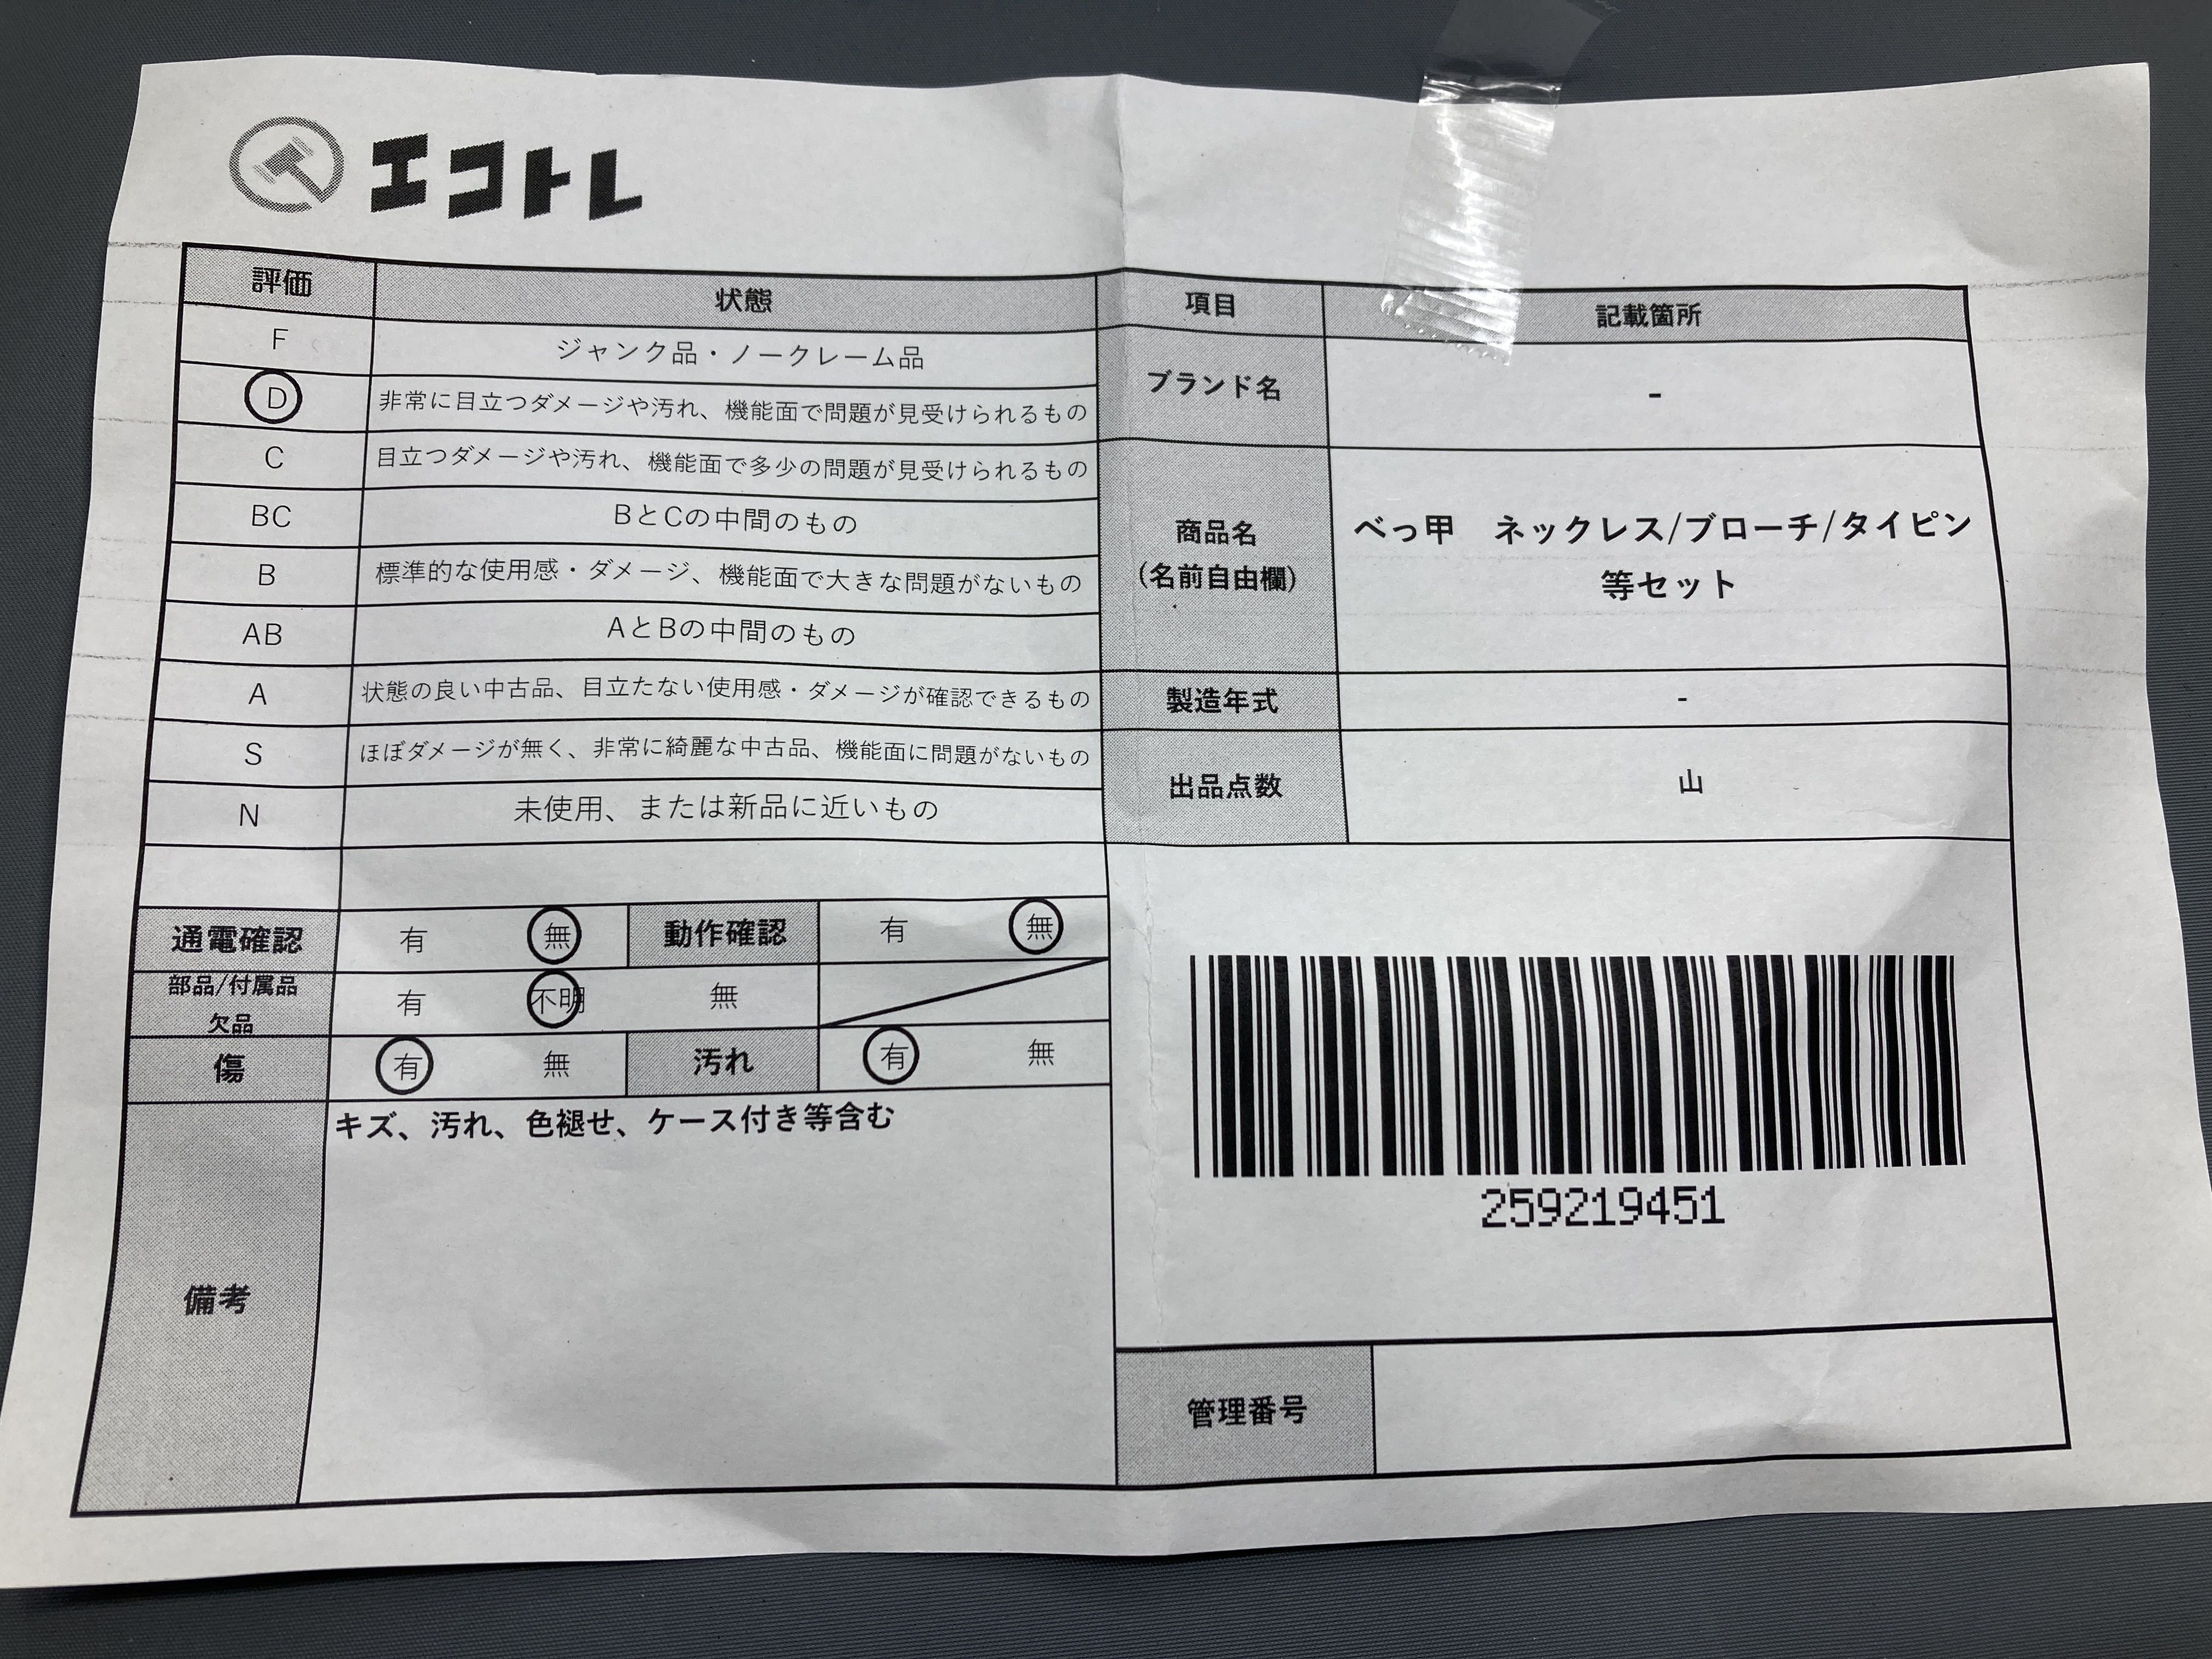 エコトレ
評価 状態
F ジャンク品・ノークレーム品
D 非常に目立つダメージや汚れ、機能面で問題が見受けられるもの
C 目立つダメージや汚れ、機能面で多少の問題が見受けられるもの
BC BとCの中間のもの
B 標準的な使用感・ダメージ、機能面で大きな問題がないもの
AB AとBの中間のもの
A 状態の良い中古品、目立たない使用感・ダメージが確認できるもの
S ほぼダメージが無く、非常に綺麗な中古品、機能面に問題がないもの
N 未使用、または新品に近いもの
通電確認 有 無 動作確認 有 無
部品/付属品
欠品 有 不明 無
傷 有 無 汚れ 有 無
備考 キズ、汚れ、色褪せ、ケース付き等含む
項目 記載箇所
ブランド名 -
商品名
(名前自由欄)
べっ甲 ネックレス/ブローチ/タイピン
等セット
製造年式 -
出品点数 山
259219451
管理番号